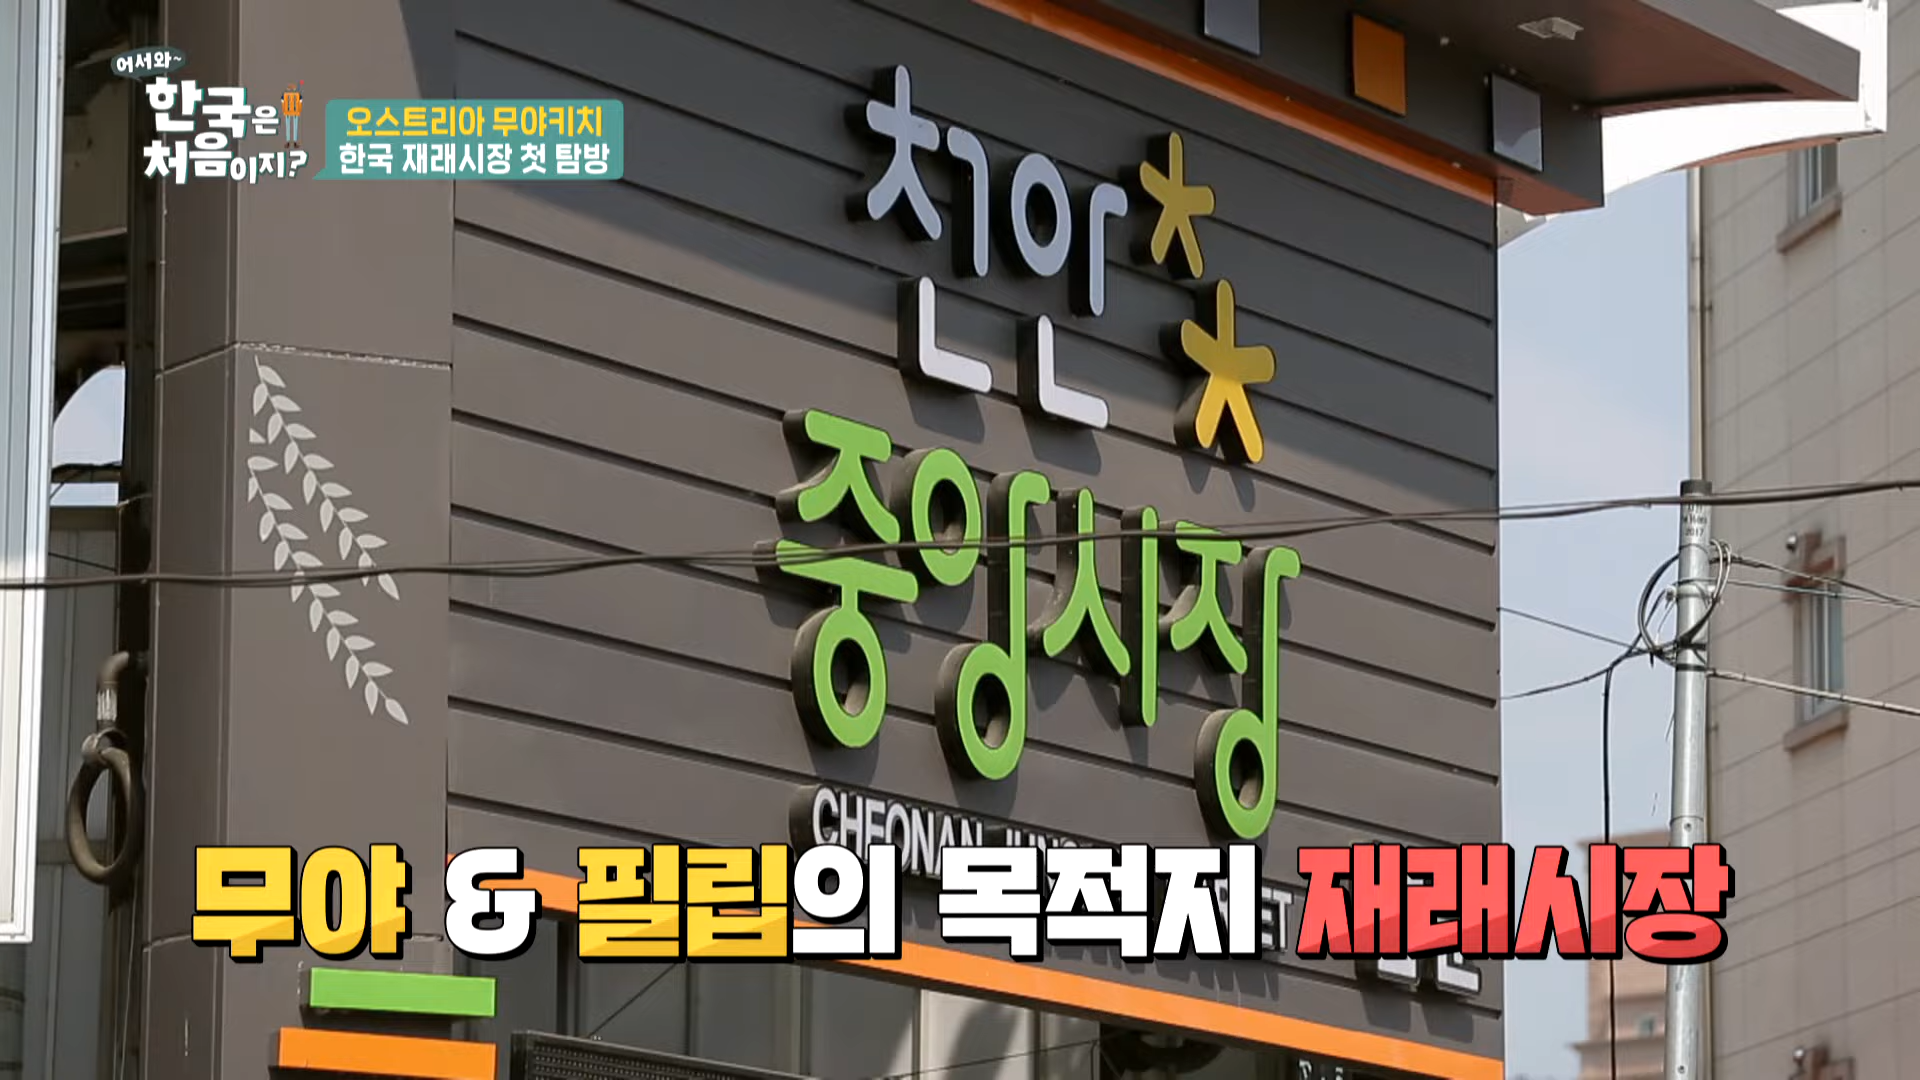 어서와~
한국은
처음이지?
오스트리아 무야키치
한국 재래시장 첫 탐방
천안
중앙시장
CHEONAN
무야 & 필립의 목적지 재래시장